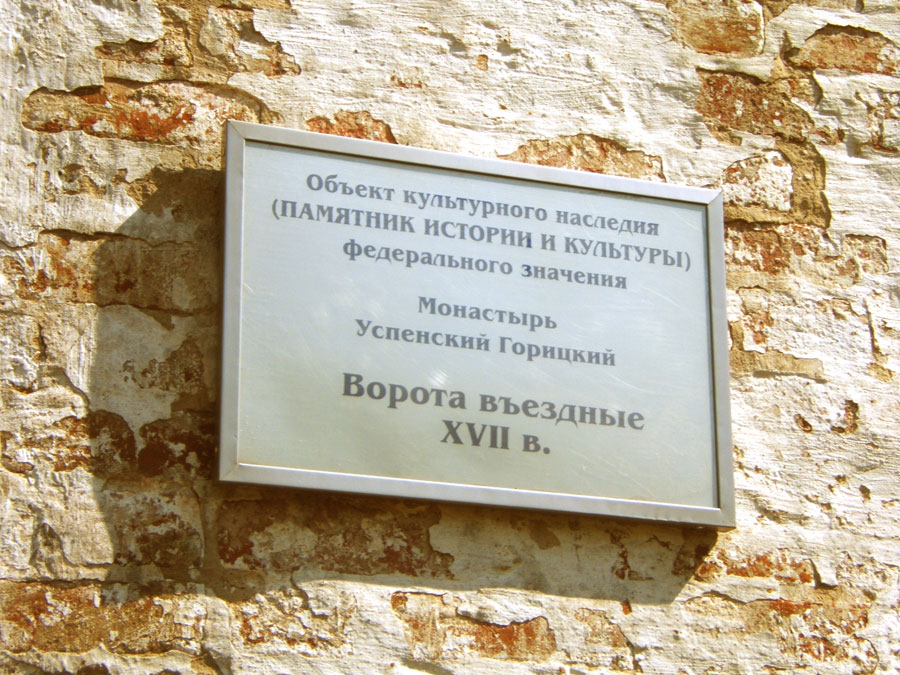 Объект культурного наследия
(ПАМЯТНИК ИСТОРИИ И КУЛЬТУРЫ)
федерального значения
Монастырь
Успенский Горицкий
Ворота въездные
XVII в.